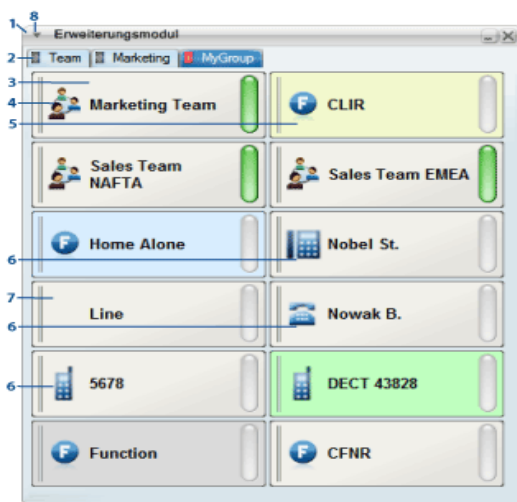 8
1 Erweiterungsmodul
2 Team Marketing MyGroup
3
4 Marketing Team F CLIR
5
Sales Team
NAFTA
Sales Team EMEA
F Home Alone
6 Nobel St.
7
Line
6 Nowak B.
6 5678 DECT 43828
F Function F CFNR